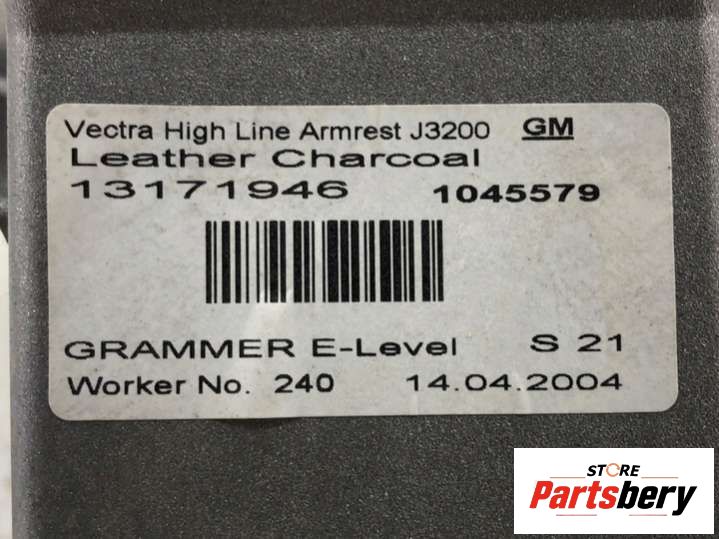 Vectra High Line Armrest J3200 GM
Leather Charcoal
13171946 1045579
GRAMMER E-Level S 21
Worker No. 240 14.04.2004
STORE
Partsbery